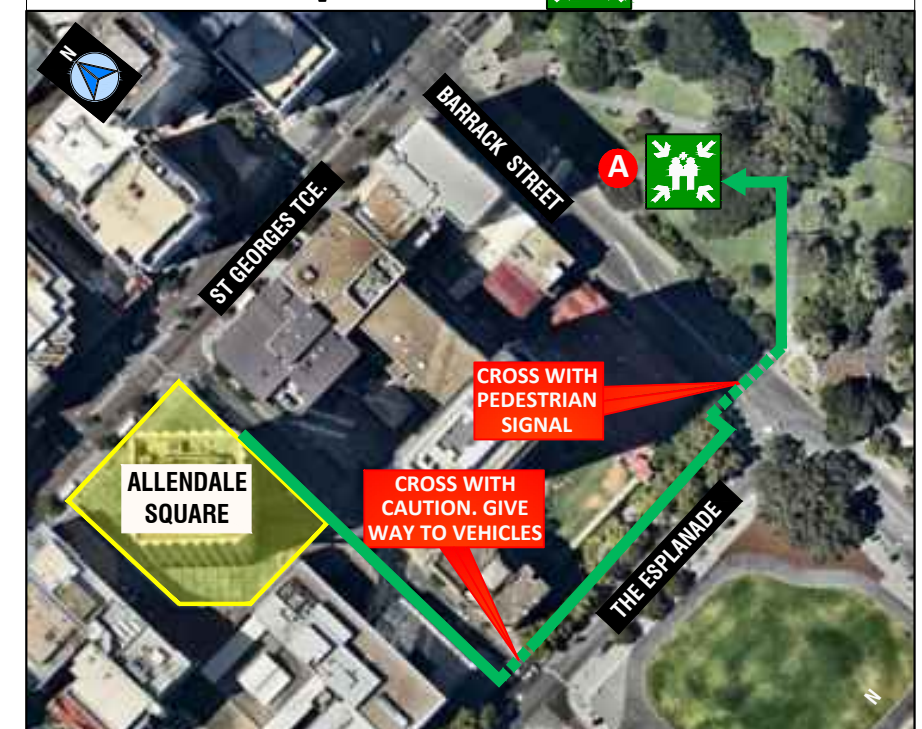 N
BARRACK STREET
A
ST GEORGES TCE.
CROSS WITH
PEDESTRIAN
SIGNAL
ALLENDALE
SQUARE
CROSS WITH
CAUTION. GIVE
WAY TO VEHICLES
THE ESPLANADE
N